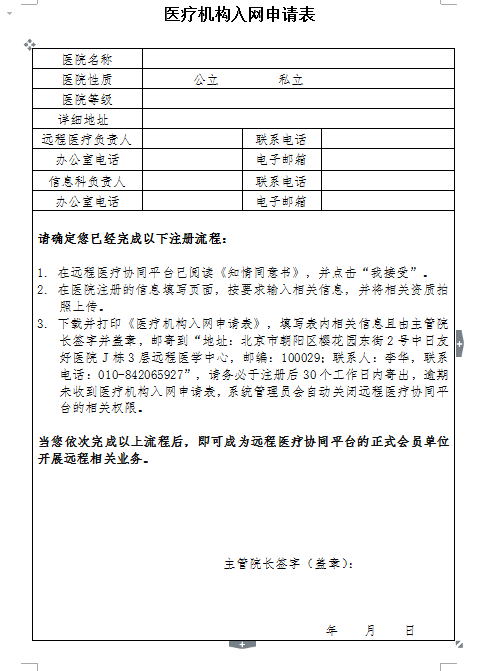 医疗机构入网申请表
医院名称
医院性质 公立 私立
医院等级
详细地址
远程医疗负责人 联系电话
办公室电话 电子邮箱
信息科负责人 联系电话
办公室电话 电子邮箱
请确定您已经完成以下注册流程：
1. 在远程医疗协同平台已阅读《知情同意书》，并点击“我接受”。
2. 在医院注册的信息填写页面，按要求输入相关信息，并将相关资质拍
照上传。
3. 下载并打印《医疗机构入网申请表》，填写表内相关信息且由主管院
长签字并盖章，邮寄到“地址：北京市朝阳区樱花园东街2号中日友
好医院J栋3层远程医学中心，邮编：100029；联系人：李华，联系
电话：010-842065927”，请务必于注册后30个工作日内寄出，逾期
未收到医疗机构入网申请表，系统管理员会自动关闭远程医疗协同平
台的相关权限。
当您依次完成以上流程后，即可成为远程医疗协同平台的正式会员单位
开展远程相关业务。
主管院长签字（盖章）：
年 月 日